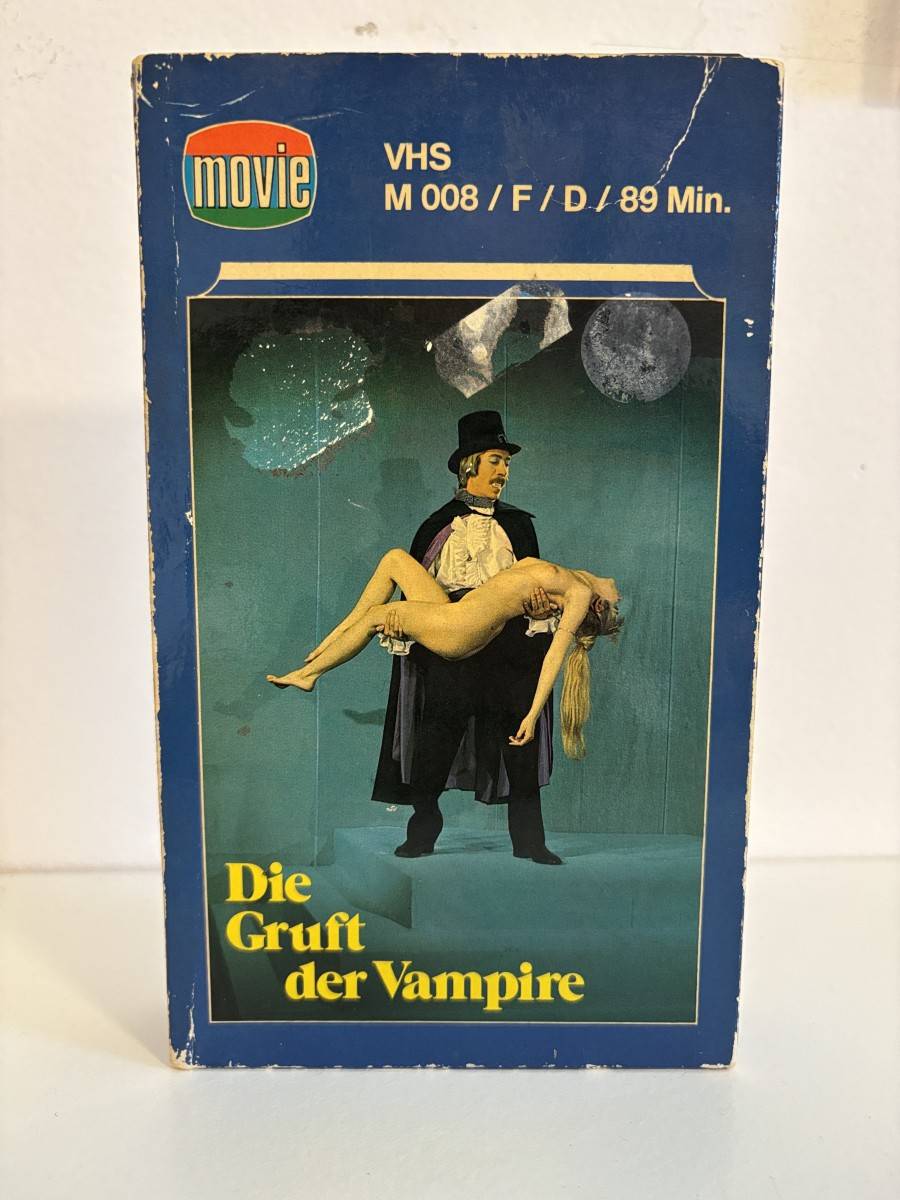 movie
VHS
M 008 / F / D / 89 Min.
Die
Gruft
der Vampire